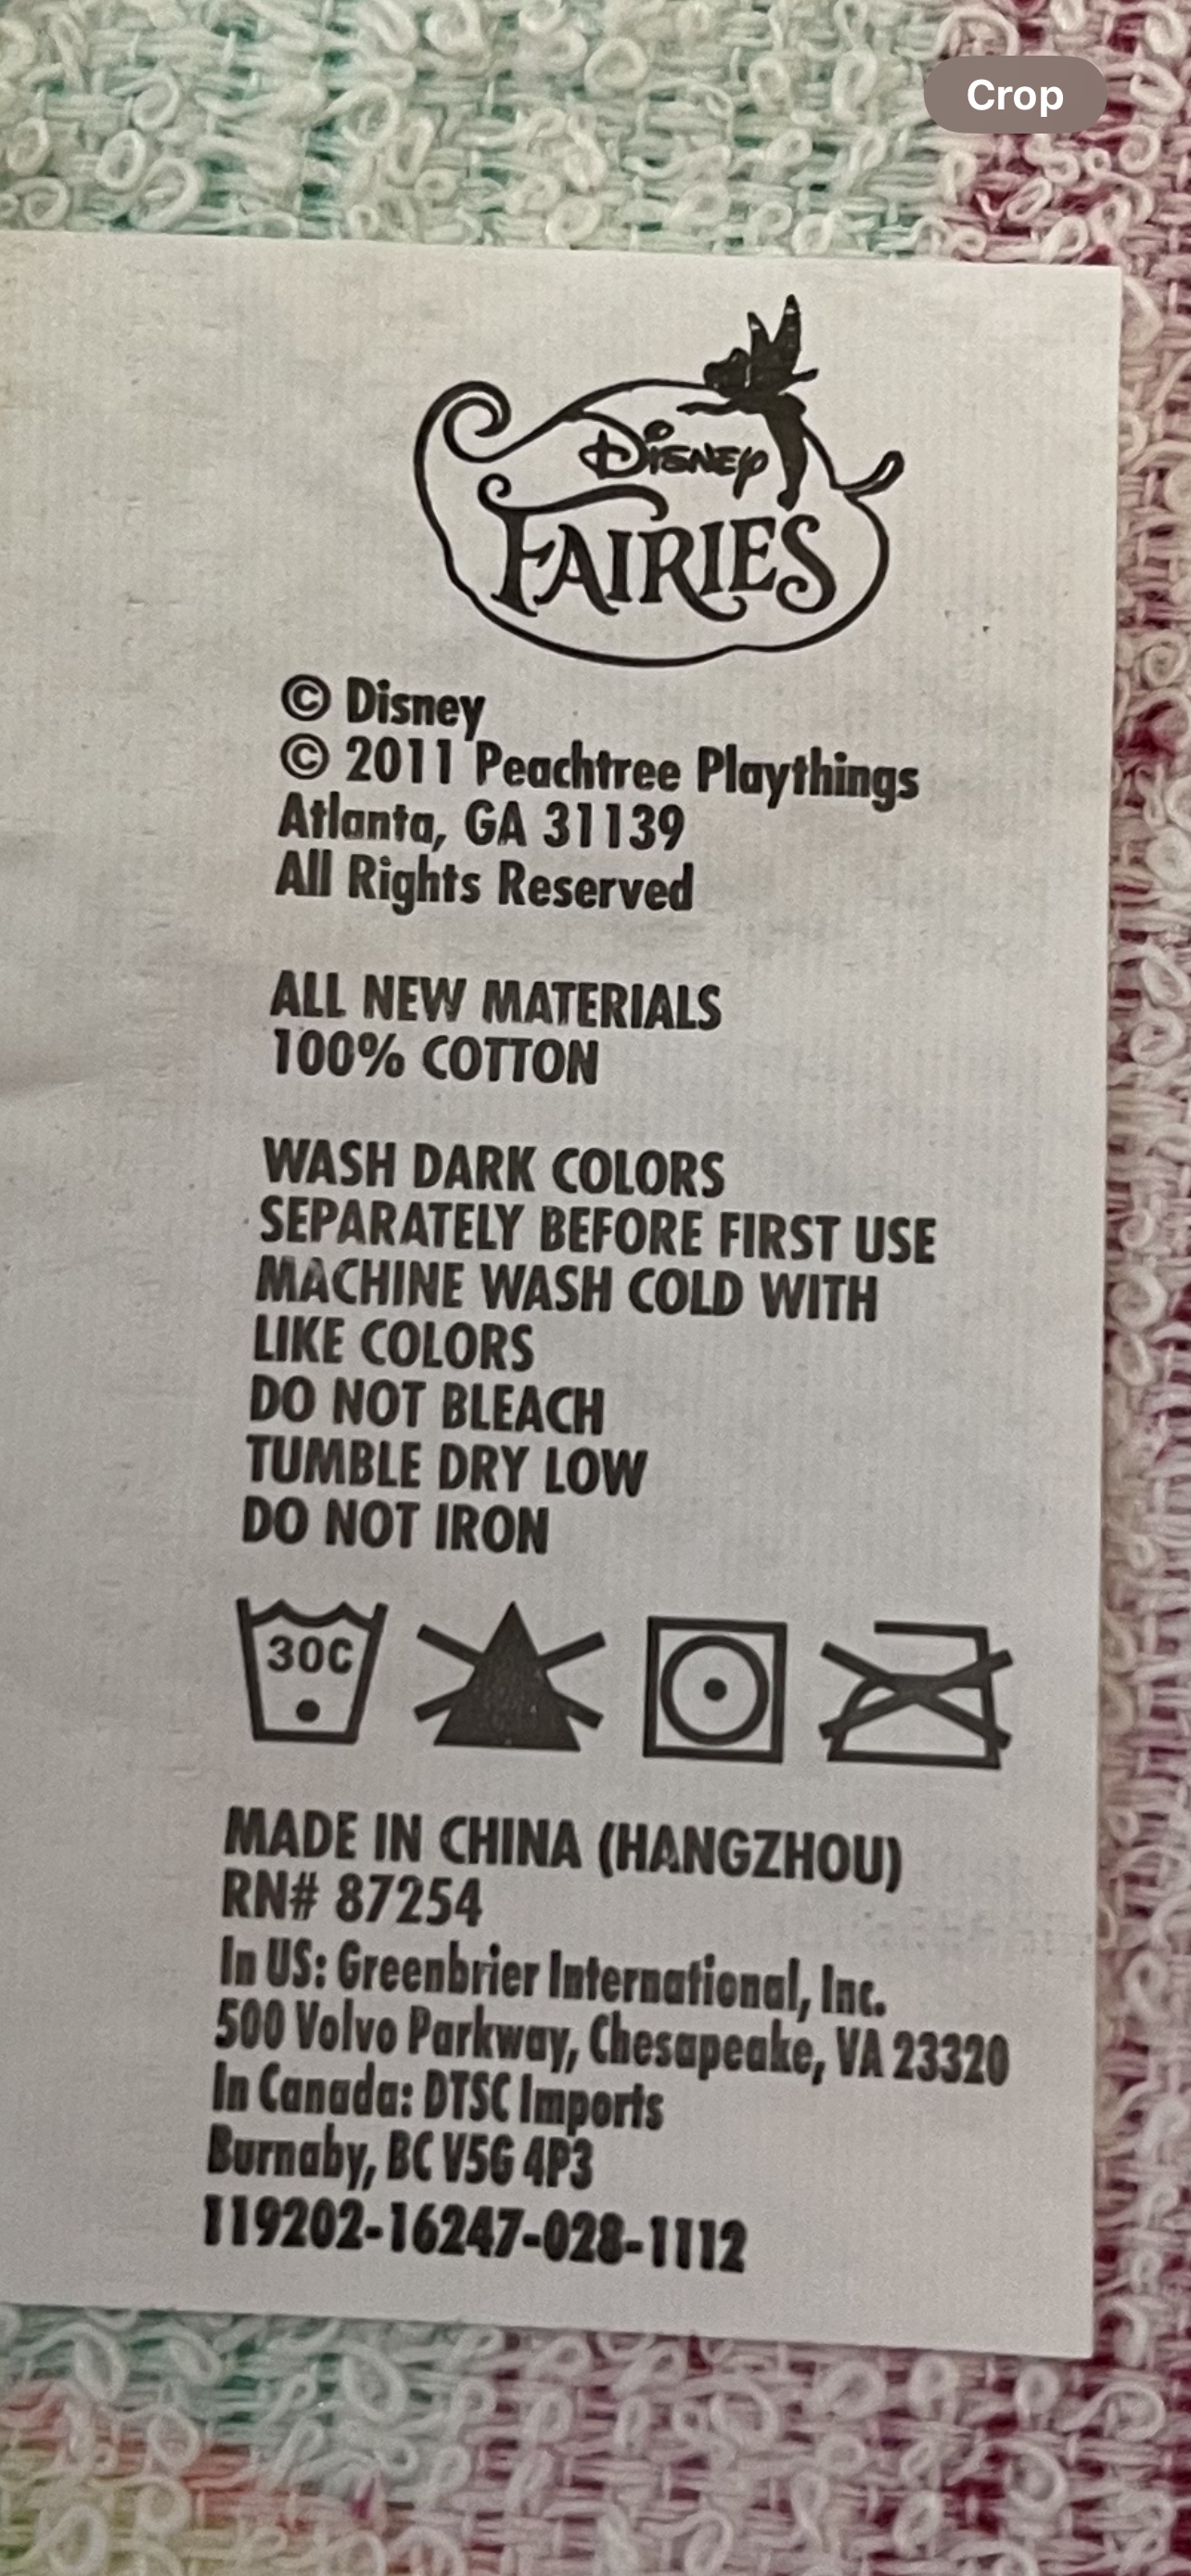 Crop
Disney
FAIRIES
© Disney
© 2011 Peachtree Playthings
Atlanta, GA 31139
All Rights Reserved
ALL NEW MATERIALS
100% COTTON
WASH DARK COLORS
SEPARATELY BEFORE FIRST USE
MACHINE WASH COLD WITH
LIKE COLORS
DO NOT BLEACH
TUMBLE DRY LOW
DO NOT IRON
30C
MADE IN CHINA (HANGZHOU)
RN# 87254
In US: Greenbrier International, Inc.
500 Volvo Parkway, Chesapeake, VA 23320
In Canada: DTSC Imports
Burnaby, BC V5G 4P3
119202-16247-028-1112